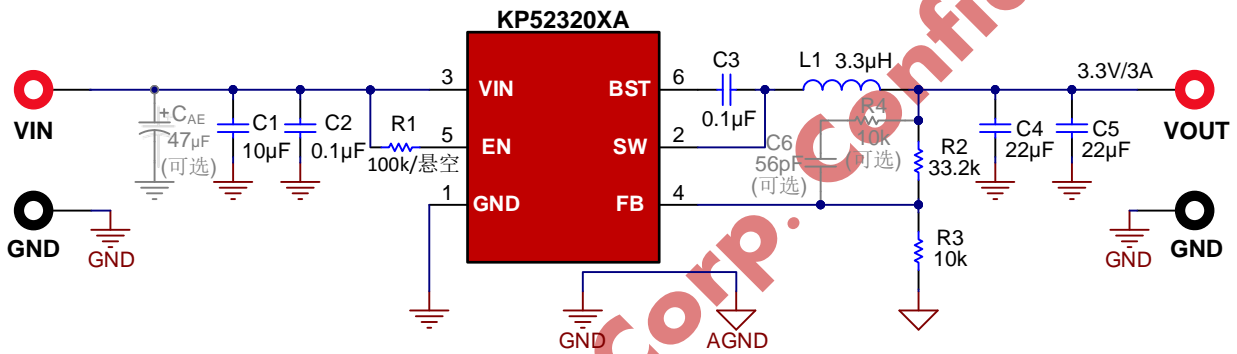 KP52320XA
VIN
GND
GND
+CAE
47µF
(可选)
C1
10µF
C2
0.1µF
R1
100k/悬空
3
5
1
VIN
EN
GND
BST
SW
FB
6
2
4
GND
AGND
C3
0.1µF
L1
3.3µH
R4
10k
(可选)
C6
56pF
(可选)
R2
33.2k
R3
10k
C4
22µF
C5
22µF
3.3V/3A
VOUT
GND
GND
Corp. Confi